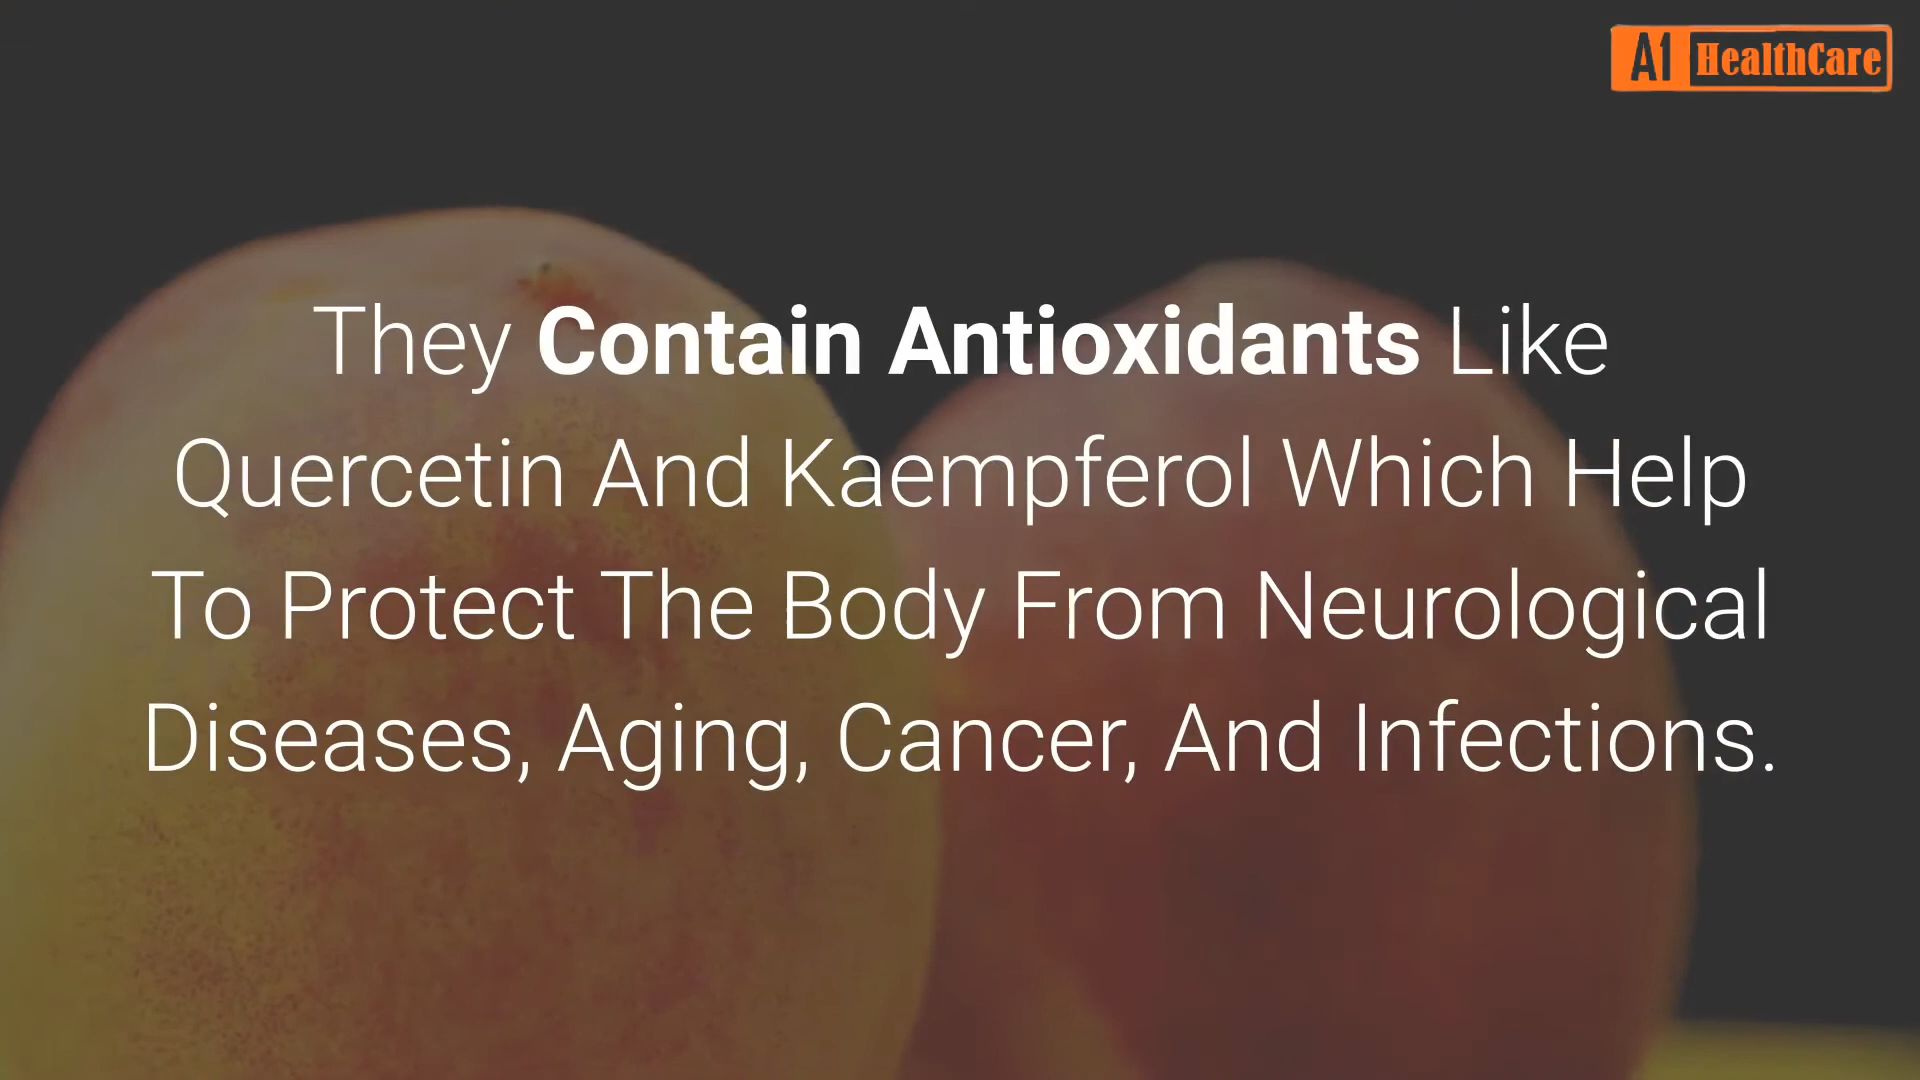 A1 HealthCare
They Contain Antioxidants Like
Quercetin And Kaempferol Which Help
To Protect The Body From Neurological
Diseases, Aging, Cancer, And Infections.